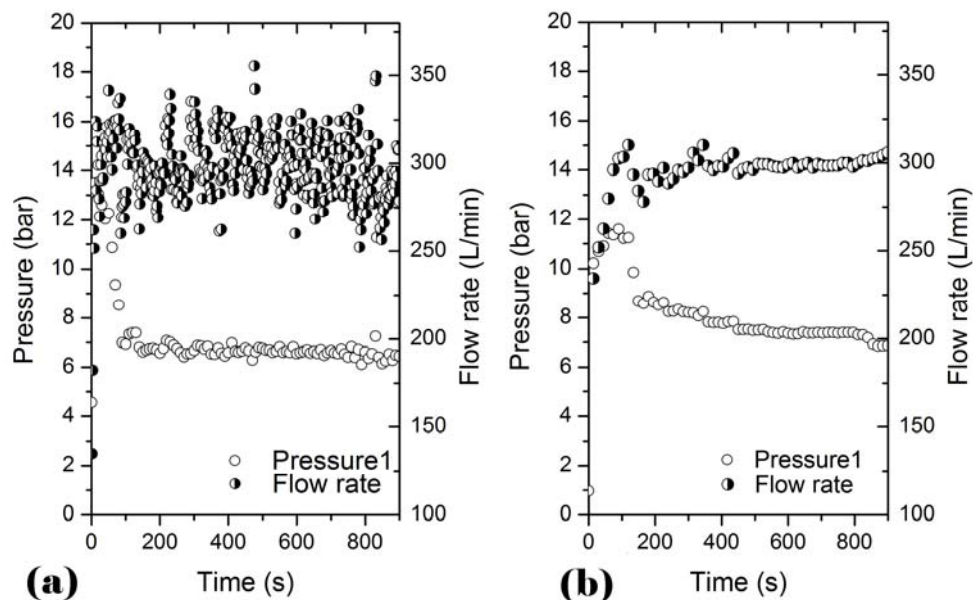 20
18
16
14
12
10
8
6
4
2
0
Pressure (bar)
350
300
250
200
150
100
Flow rate (L/min)
Pressure1
Flow rate
0 200 400 600 800
(a) Time (s)
20
18
16
14
12
10
8
6
4
2
0
Pressure (bar)
350
300
250
200
150
100
Flow rate (L/min)
Pressure1
Flow rate
0 200 400 600 800
(b) Time (s)